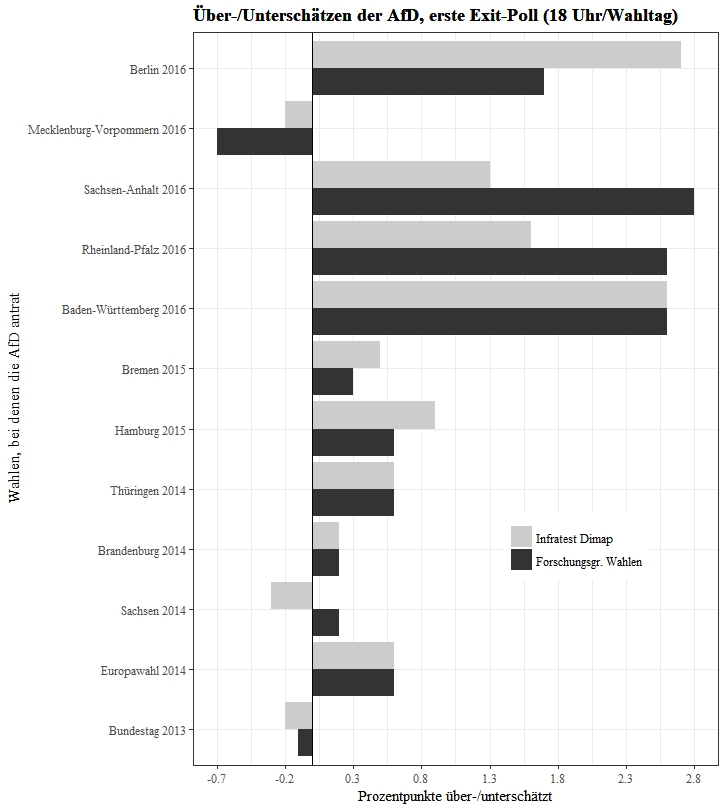 Über-/Unterschätzen der AfD, erste Exit-Poll (18 Uhr/Wahltag)
Wahlen, bei denen die AfD antrat
Berlin 2016
Mecklenburg-Vorpommern 2016
Sachsen-Anhalt 2016
Rheinland-Pfalz 2016
Baden-Württemberg 2016
Bremen 2015
Hamburg 2015
Thüringen 2014
Brandenburg 2014
Sachsen 2014
Europawahl 2014
Bundestag 2013
Infratest Dimap
Forschungsgr. Wahlen
-0.7 -0.2 0.3 0.8 1.3 1.8 2.3 2.8
Prozentpunkte über-/unterschätzt